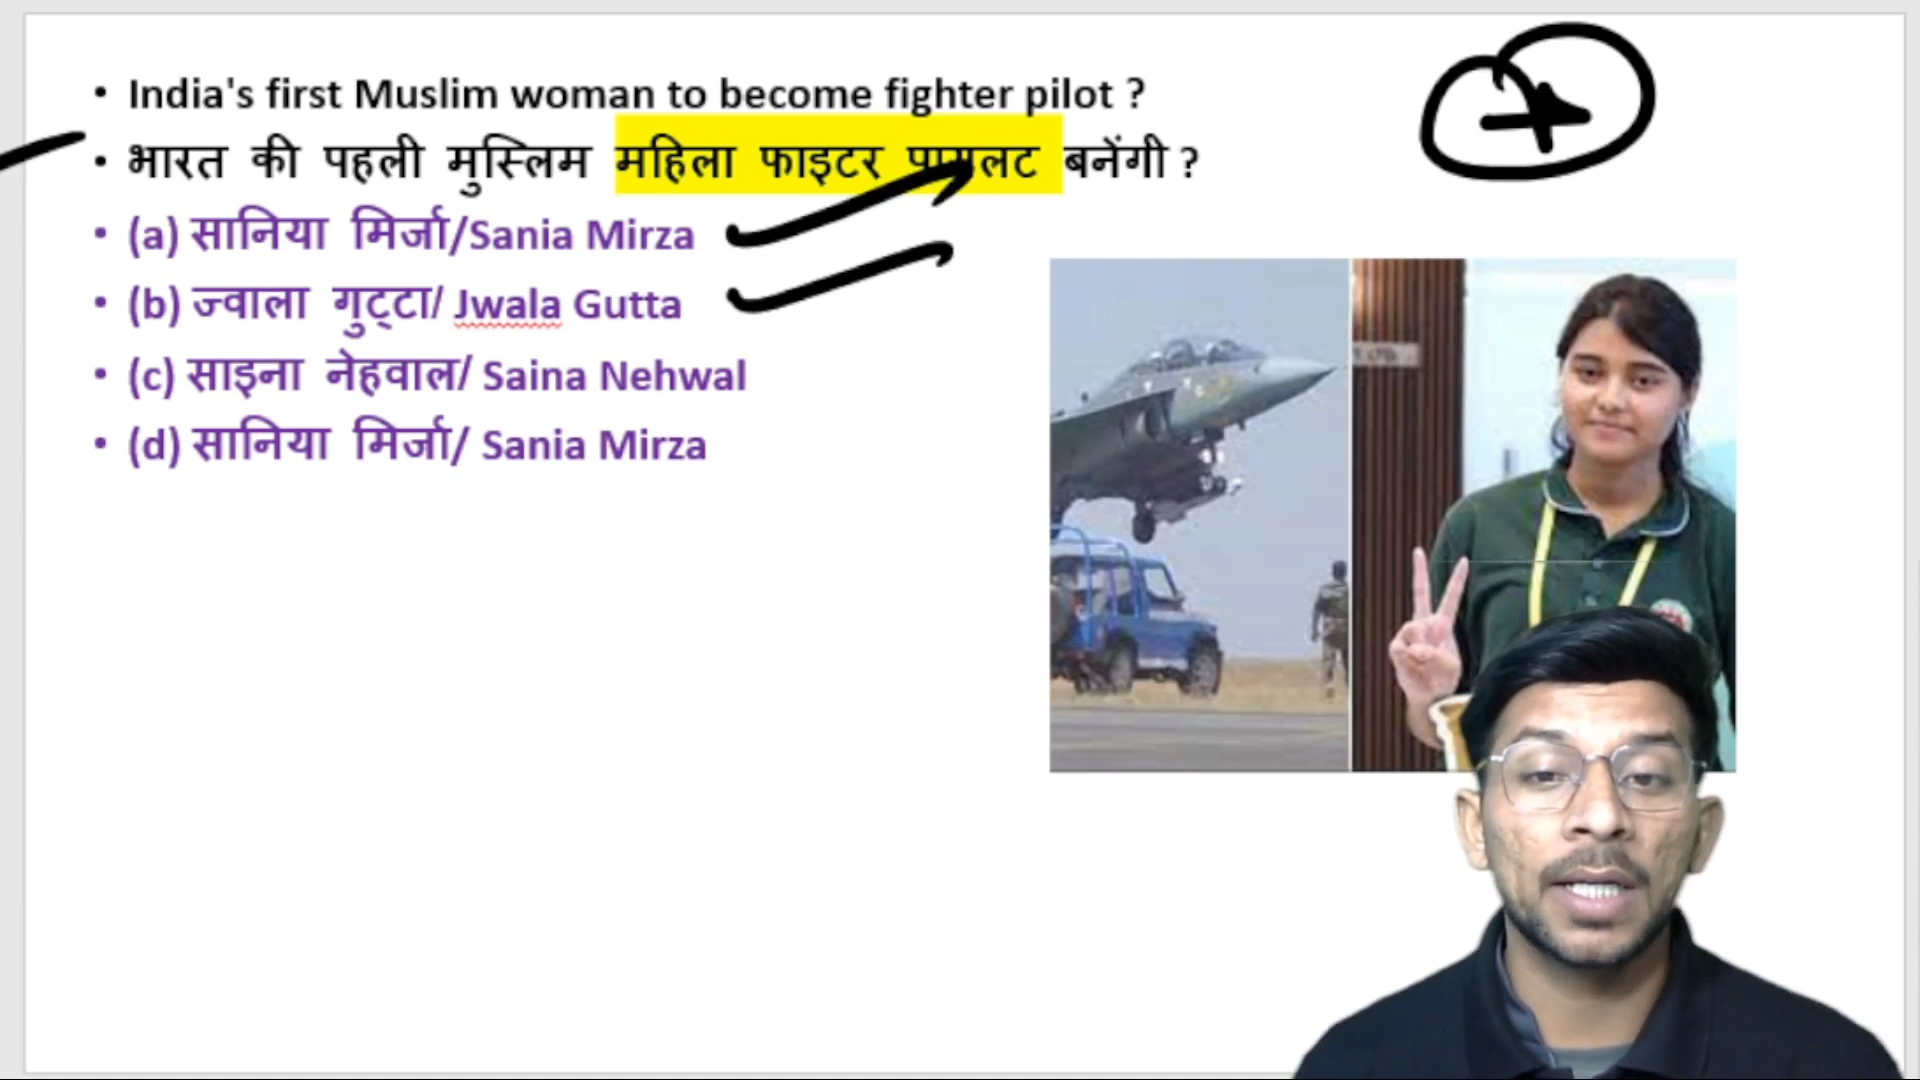 • India's first Muslim woman to become fighter pilot ?
• भारत की पहली मुस्लिम महिला फाइटर पायलट बनेंगी ?
• (a) सानिया मिर्जा/Sania Mirza
• (b) ज्वाला गुट्टा/ Jwala Gutta
• (c) साइना नेहवाल/ Saina Nehwal
• (d) सानिया मिर्जा/ Sania Mirza